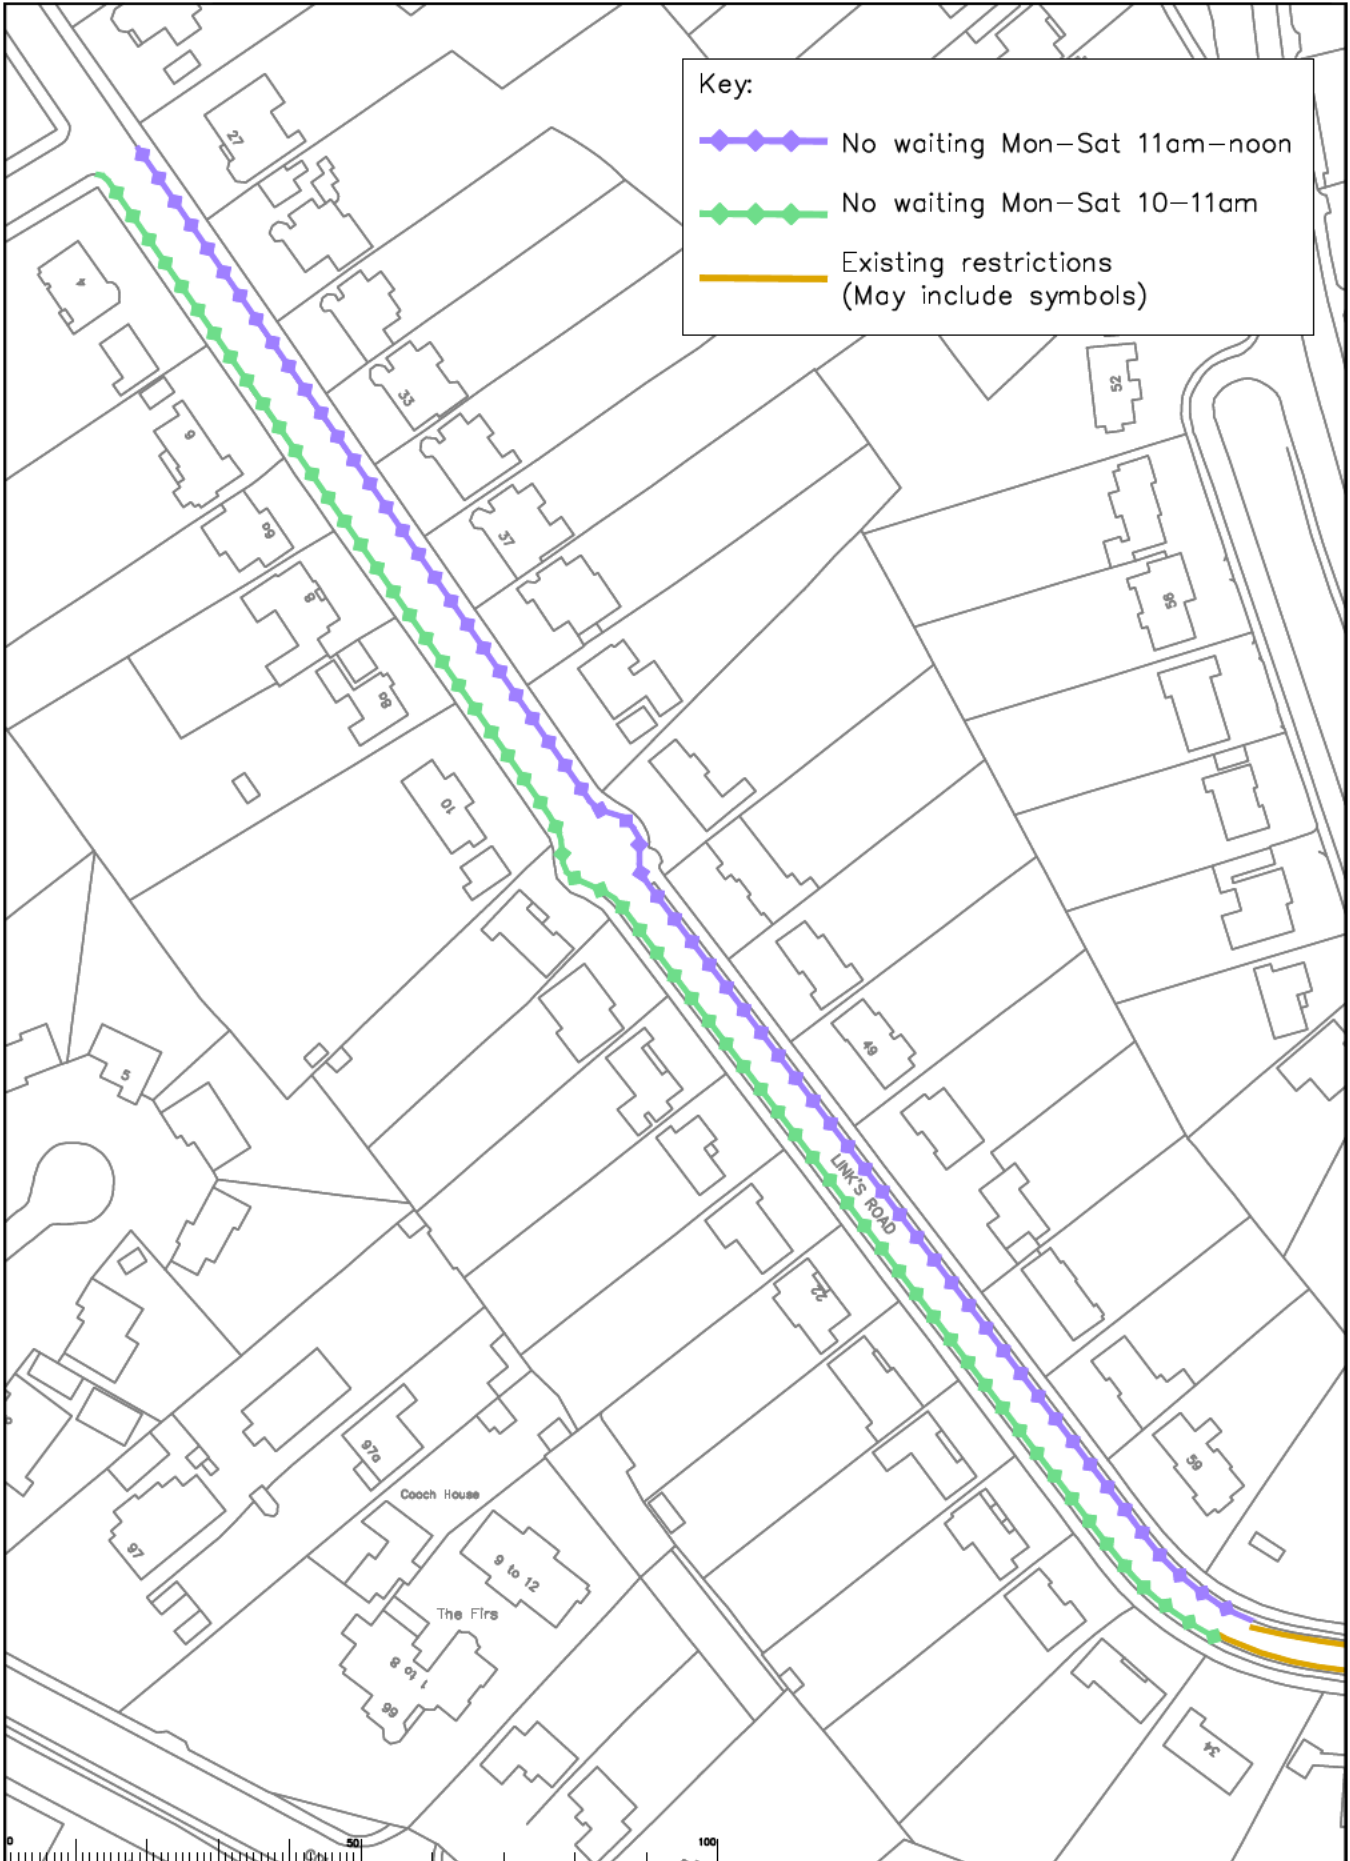 Key:
No waiting Mon-Sat 11am-noon
No waiting Mon-Sat 10-11am
Existing restrictions
(May include symbols)
27
4
33
52
6
6a
37
8
56
8a
10
49
5
LINK'S ROAD
22
97a
59
Coach House
97
9 to 12
The Firs
1 to 8
99
34
0
50
100